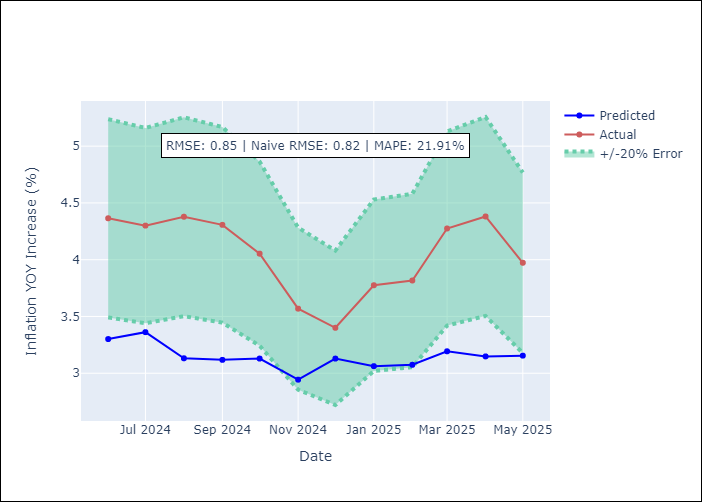 RMSE: 0.85 | Naive RMSE: 0.82 | MAPE: 21.91%
Predicted
Actual
+/-20% Error
Inflation YOY Increase (%)
5
4.5
4
3.5
3
Jul 2024 Sep 2024 Nov 2024 Jan 2025 Mar 2025 May 2025
Date